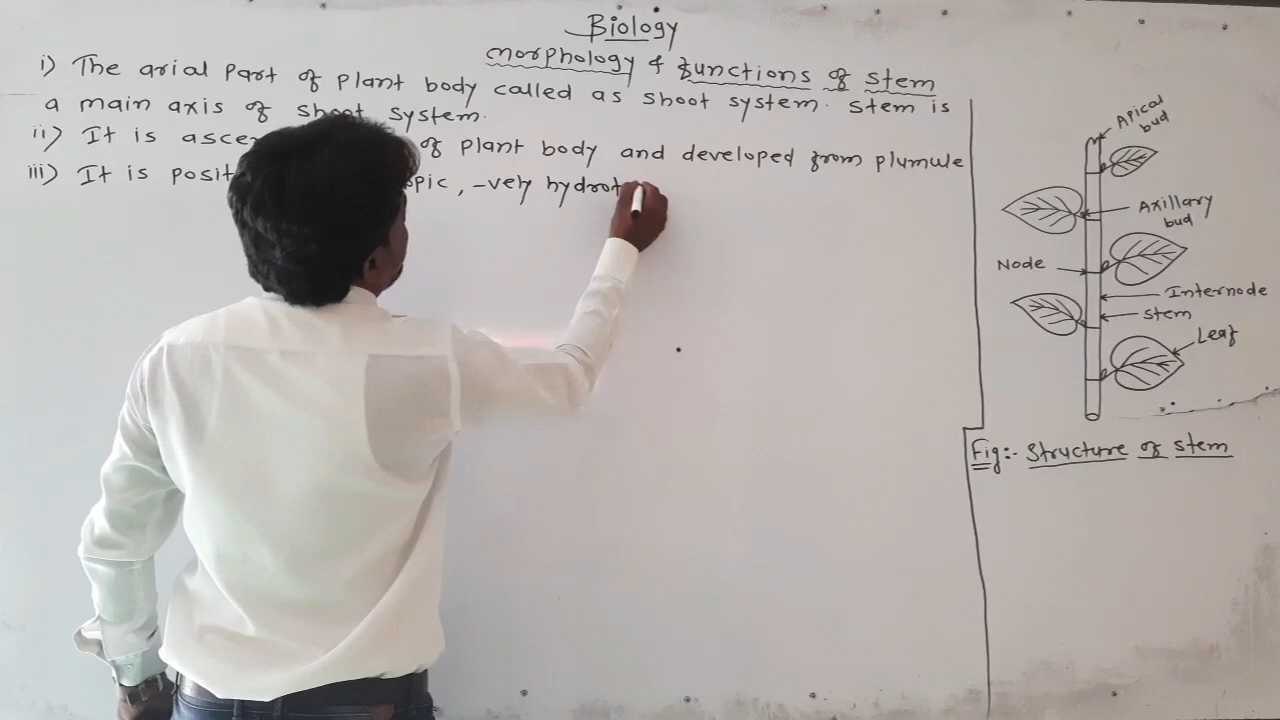 Biology
morphology & functions of stem
i) The arial part of plant body called as shoot system. stem is
a main axis of shoot system.
ii) It is of plant body and developed from plumule
iii) It is , -vely
Apical
bud
Axillary
bud
Node
Internode
stem
Leaf
Fig:- Structure of stem